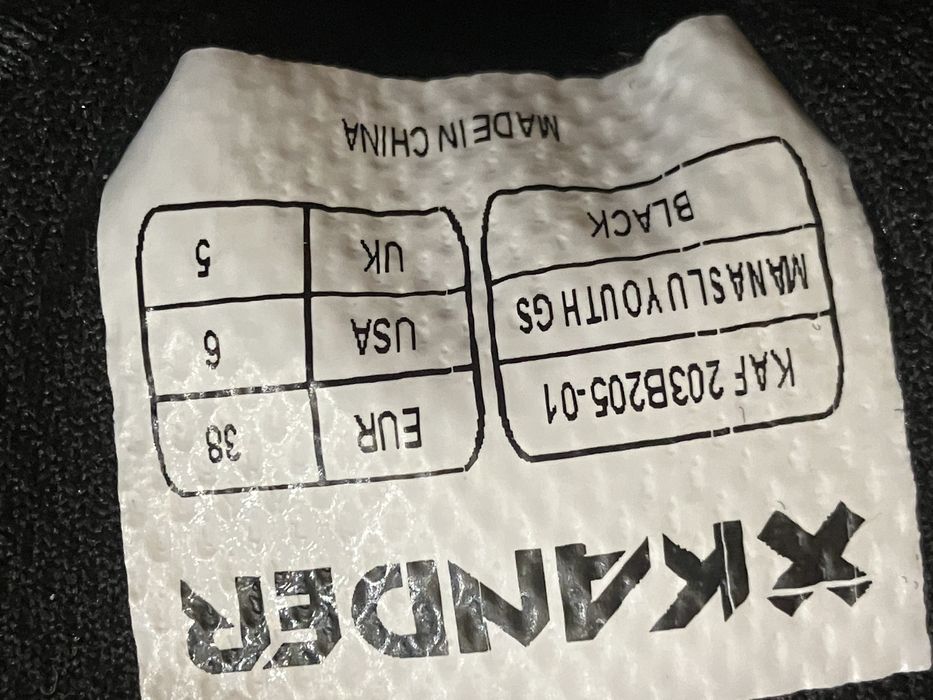 KANDER
KAF 203B205-01
MANASLU YOUTH GS
BLACK
EUR 38
USA 6
UK 5
MADE IN CHINA